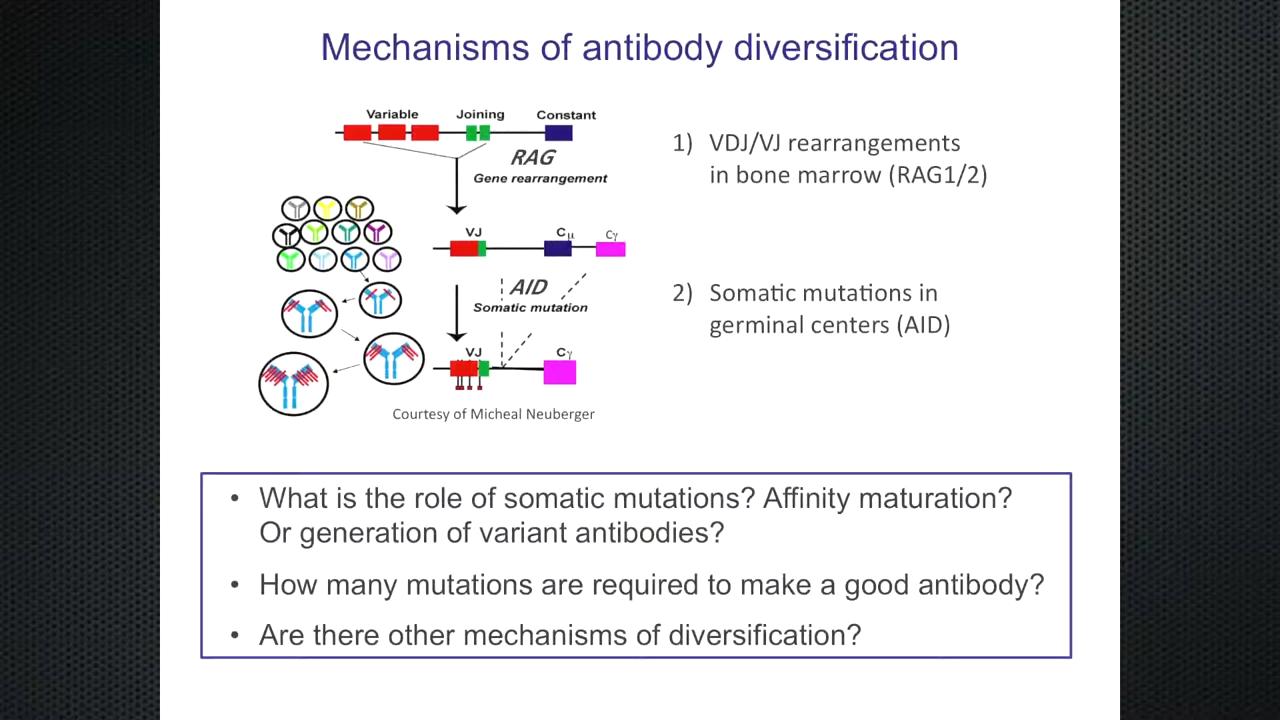 Mechanisms of antibody diversification
Variable Joining Constant
RAG
Gene rearrangement
VJ Cμ Cγ
AID
Somatic mutation
VJ Cγ
Courtesy of Micheal Neuberger
1) VDJ/VJ rearrangements
in bone marrow (RAG1/2)
2) Somatic mutations in
germinal centers (AID)
• What is the role of somatic mutations? Affinity maturation?
Or generation of variant antibodies?
• How many mutations are required to make a good antibody?
• Are there other mechanisms of diversification?